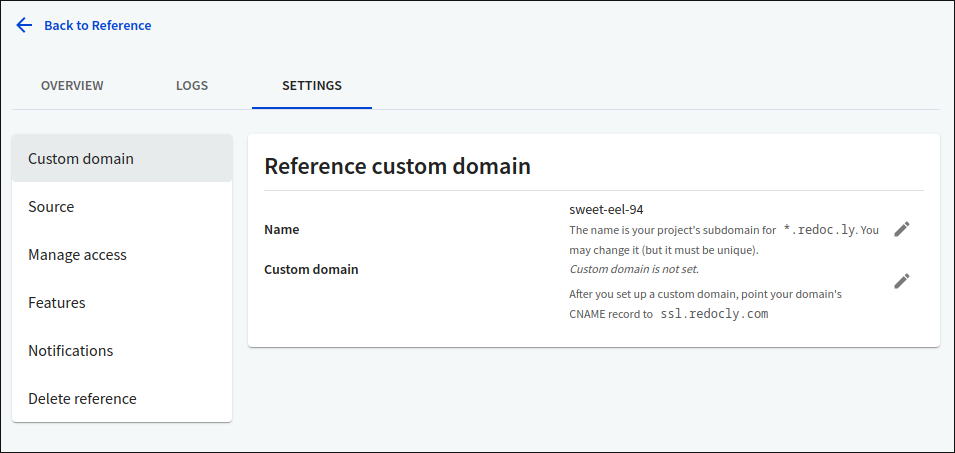 Back to Reference
OVERVIEW
LOGS
SETTINGS
Custom domain
Source
Manage access
Features
Notifications
Delete reference
Reference custom domain
Name
sweet-eel-94
The name is your project's subdomain for *.redoc.ly. You
may change it (but it must be unique).
Custom domain
Custom domain is not set.
After you set up a custom domain, point your domain's
CNAME record to ssl.redocly.com